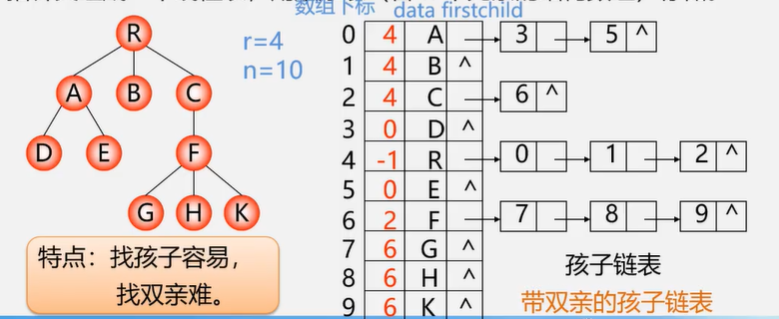 数组下标 data firstchild
r=4
n=10
R
A B C
D E F
G H K
0 4 A 3 5 ^
1 4 B ^
2 4 C 6 ^
3 0 D ^
4 -1 R 0 1 2 ^
5 0 E ^
6 2 F 7 8 9 ^
7 6 G ^
8 6 H ^
9 6 K ^
特点：找孩子容易，
找双亲难。
孩子链表
带双亲的孩子链表